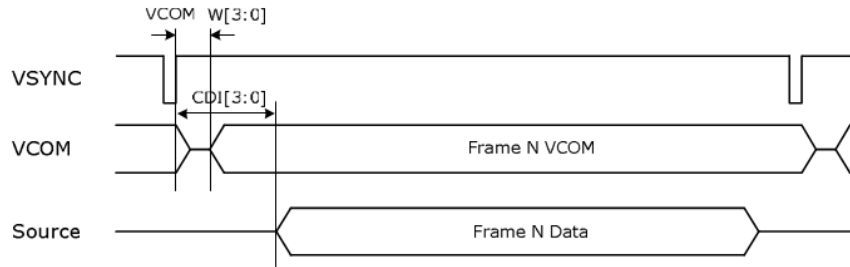 VCOM W[3:0]
VSYNC
CDI[3:0]
VCOM
Frame N VCOM
Source
Frame N Data